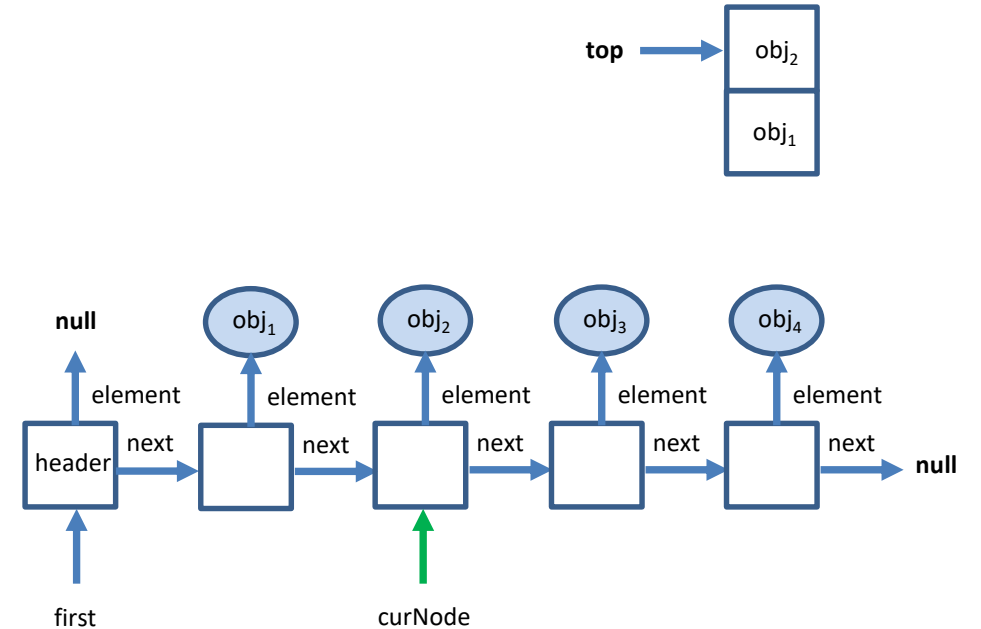 top
obj₂
obj₁
null
obj₁
obj₂
obj₃
obj₄
element
element
element
element
element
header
next
next
next
next
next
null
first
curNode